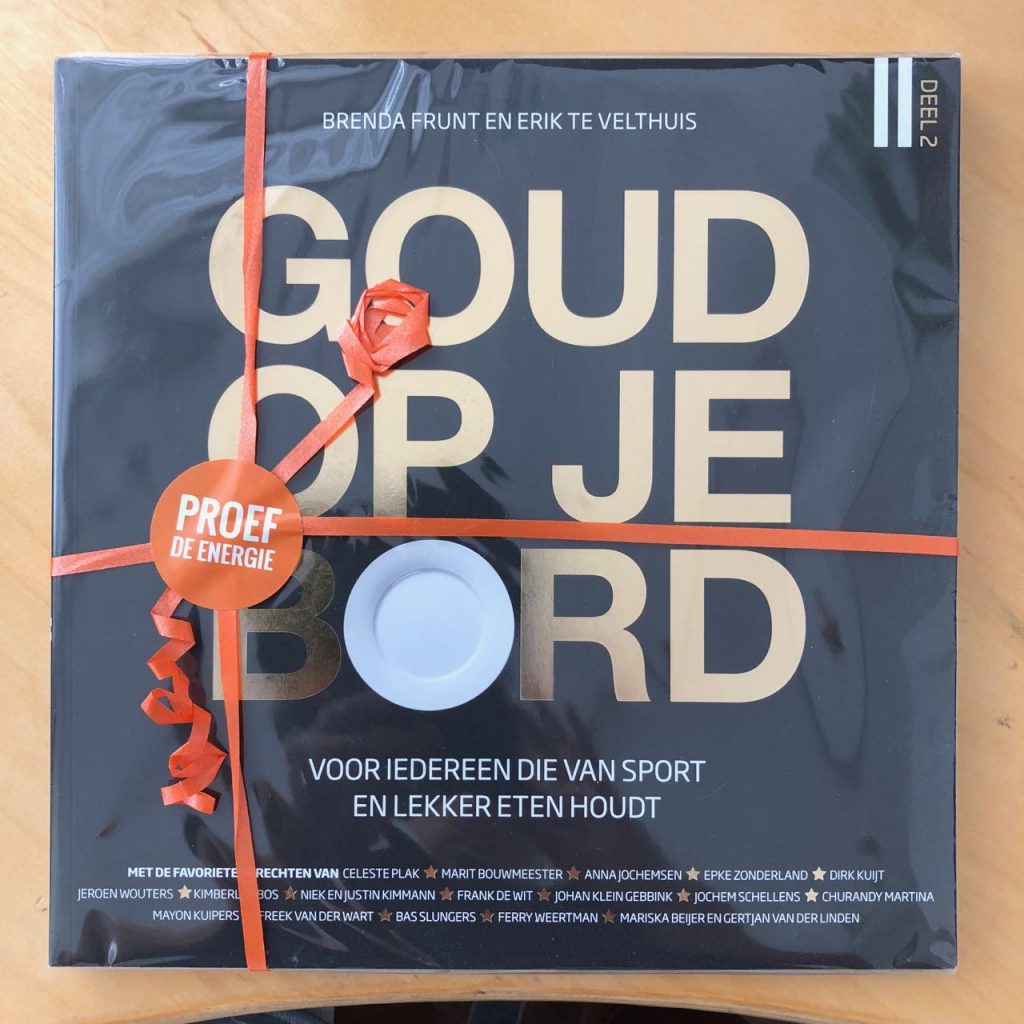 BRENDA FRUNT EN ERIK TE VELTHUIS
DEEL 2
GOUD
OP JE
BORD
PROEF
DE ENERGIE
VOOR IEDEREEN DIE VAN SPORT
EN LEKKER ETEN HOUDT
MET DE FAVORIETE RECHTEN VAN CELESTE PLAK ★ MARIT BOUWMEESTER ★ ANNA JOCHEMSEN ★ EPKE ZONDERLAND ★ DIRK KUIJT
JEROEN WOUTERS ★ KIMBERL BOS ★ NIEK EN JUSTIN KIMMANN ★ FRANK DE WIT ★ JOHAN KLEIN GEBBINK ★ JOCHEM SCHELLENS ★ CHURANDY MARTINA
MAYON KUIPERS FREEK VAN DER WART ★ BAS SLUNGERS ★ FERRY WEERTMAN ★ MARISKA BEIJER EN GERTJAN VAN DER LINDEN